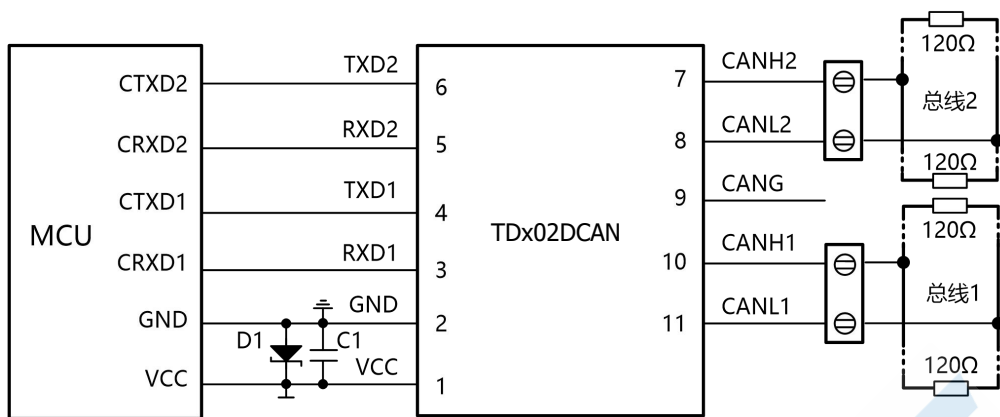 MCU
CTXD2
CRXD2
CTXD1
CRXD1
GND
VCC
TXD2
RXD2
TXD1
RXD1
GND
VCC
D1
C1
6
5
4
3
2
1
TDx02DCAN
7
8
9
10
11
CANH2
CANL2
CANG
CANH1
CANL1
120Ω
总线2
120Ω
120Ω
总线1
120Ω